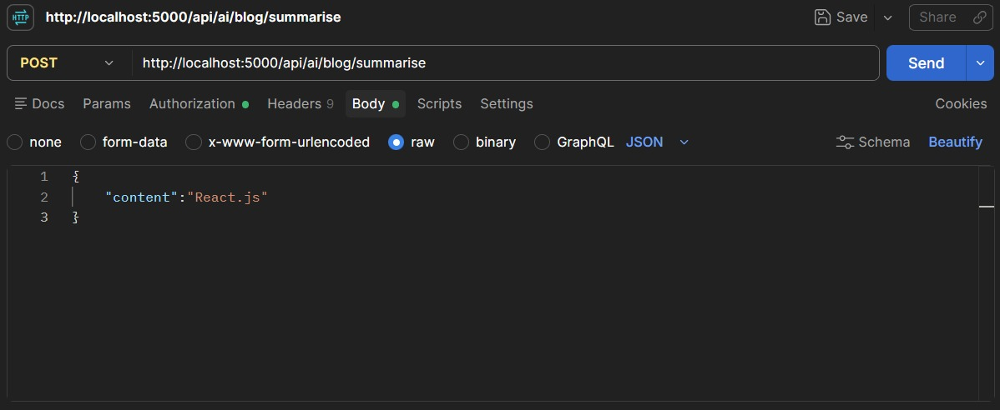 HTTP http://localhost:5000/api/ai/blog/summarise Save Share
POST http://localhost:5000/api/ai/blog/summarise Send
Docs Params Authorization Headers 9 Body Scripts Settings Cookies
none form-data x-www-form-urlencoded raw binary GraphQL JSON Schema Beautify
1 {
2 "content":"React.js"
3 }